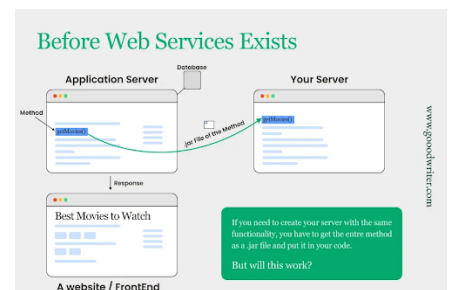 Before Web Services Exists
Application Server
Database
Your Server
Method
getMovies()
.jar File of the Method
getMovies()
Response
Best Movies to Watch
A website / FrontEnd
If you need to create your server with the same
functionality, you have to get the entre method
as a .jar file and put it in your code.
But will this work?
www.gooodwriter.com